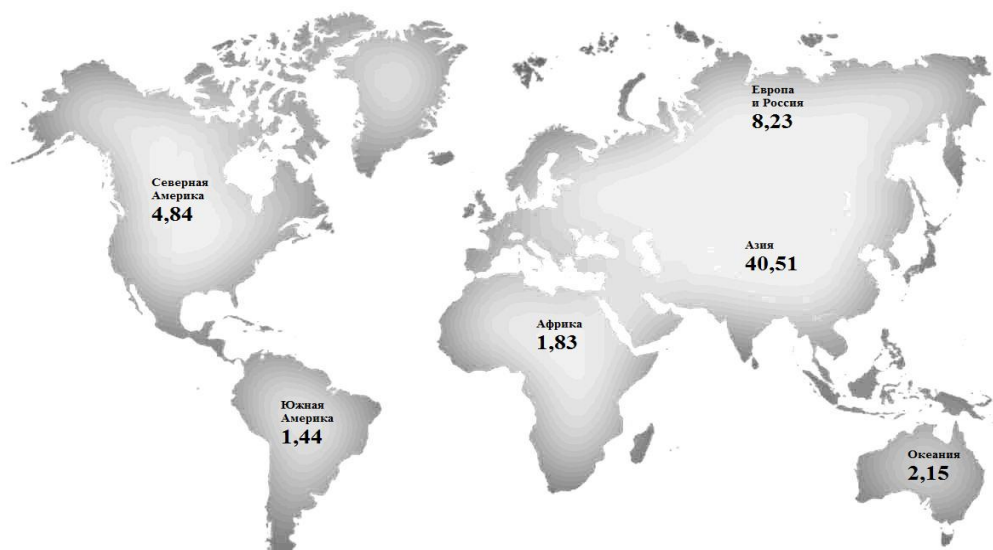 Европа
и Россия
8,23
Северная
Америка
4,84
Азия
40,51
Африка
1,83
Южная
Америка
1,44
Океания
2,15